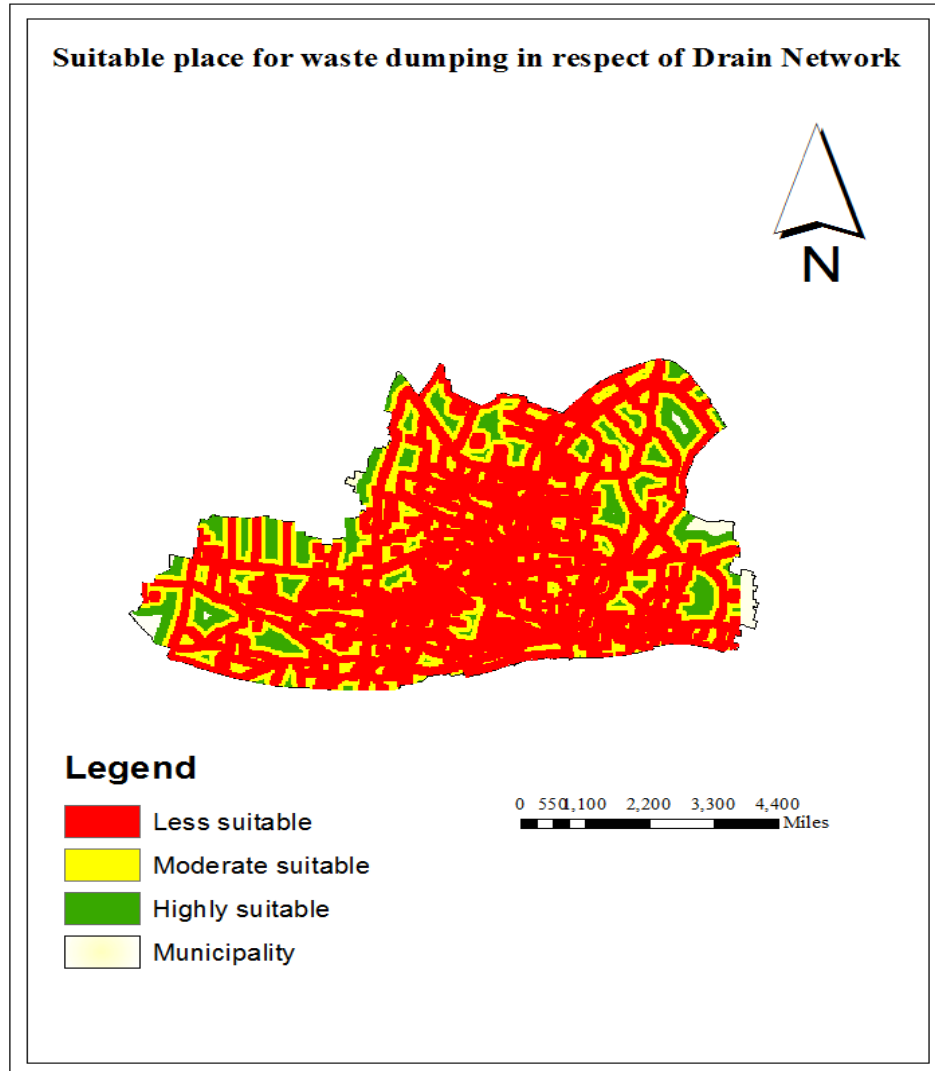 Suitable place for waste dumping in respect of Drain Network
N
Legend
Less suitable
Moderate suitable
Highly suitable
Municipality
0 550 1,100 2,200 3,300 4,400
Miles